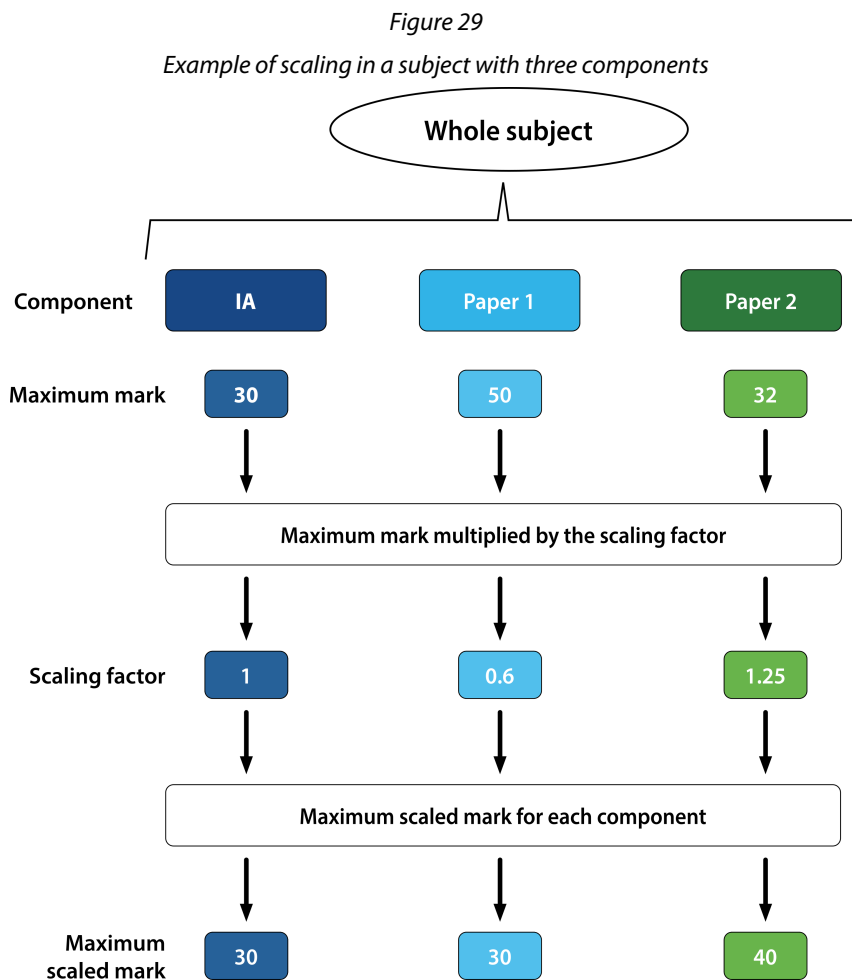 Figure 29
Example of scaling in a subject with three components
Whole subject
Component IA Paper 1 Paper 2
Maximum mark 30 50 32
Maximum mark multiplied by the scaling factor
Scaling factor 1 0.6 1.25
Maximum scaled mark for each component
Maximum
scaled mark 30 30 40